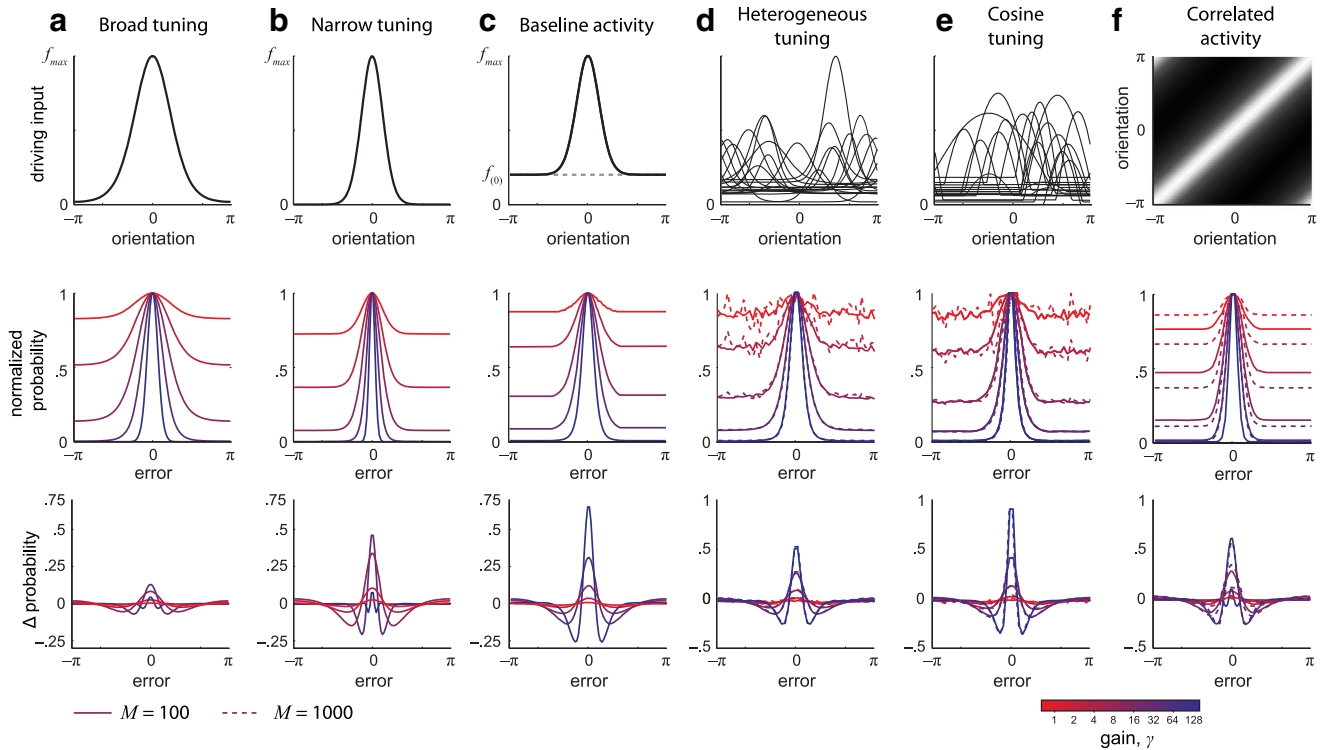 a Broad tuning
b Narrow tuning
c Baseline activity
d Heterogeneous
tuning
e Cosine
tuning
f Correlated
activity
driving input
f_max
0
−π 0 π
orientation
f_max
0
−π 0 π
orientation
f_max
f_(0)
0
−π 0 π
orientation
0
−π 0 π
orientation
0
−π 0 π
orientation
orientation
π
0
−π
−π 0 π
orientation
normalized
probability
1
.5
0
−π 0 π
error
1
.5
0
−π 0 π
error
1
.5
0
−π 0 π
error
1
.5
0
−π 0 π
error
1
.5
0
−π 0 π
error
1
.5
0
−π 0 π
error
Δ probability
.75
.5
.25
0
−.25
−π 0 π
error
.75
.5
.25
0
−.25
−π 0 π
error
.75
.5
.25
0
−.25
−π 0 π
error
1
.5
0
−.5
−π 0 π
error
1
.5
0
−.5
−π 0 π
error
1
.5
0
−.5
−π 0 π
error
M = 100 M = 1000
1 2 4 8 16 32 64 128
gain, γ